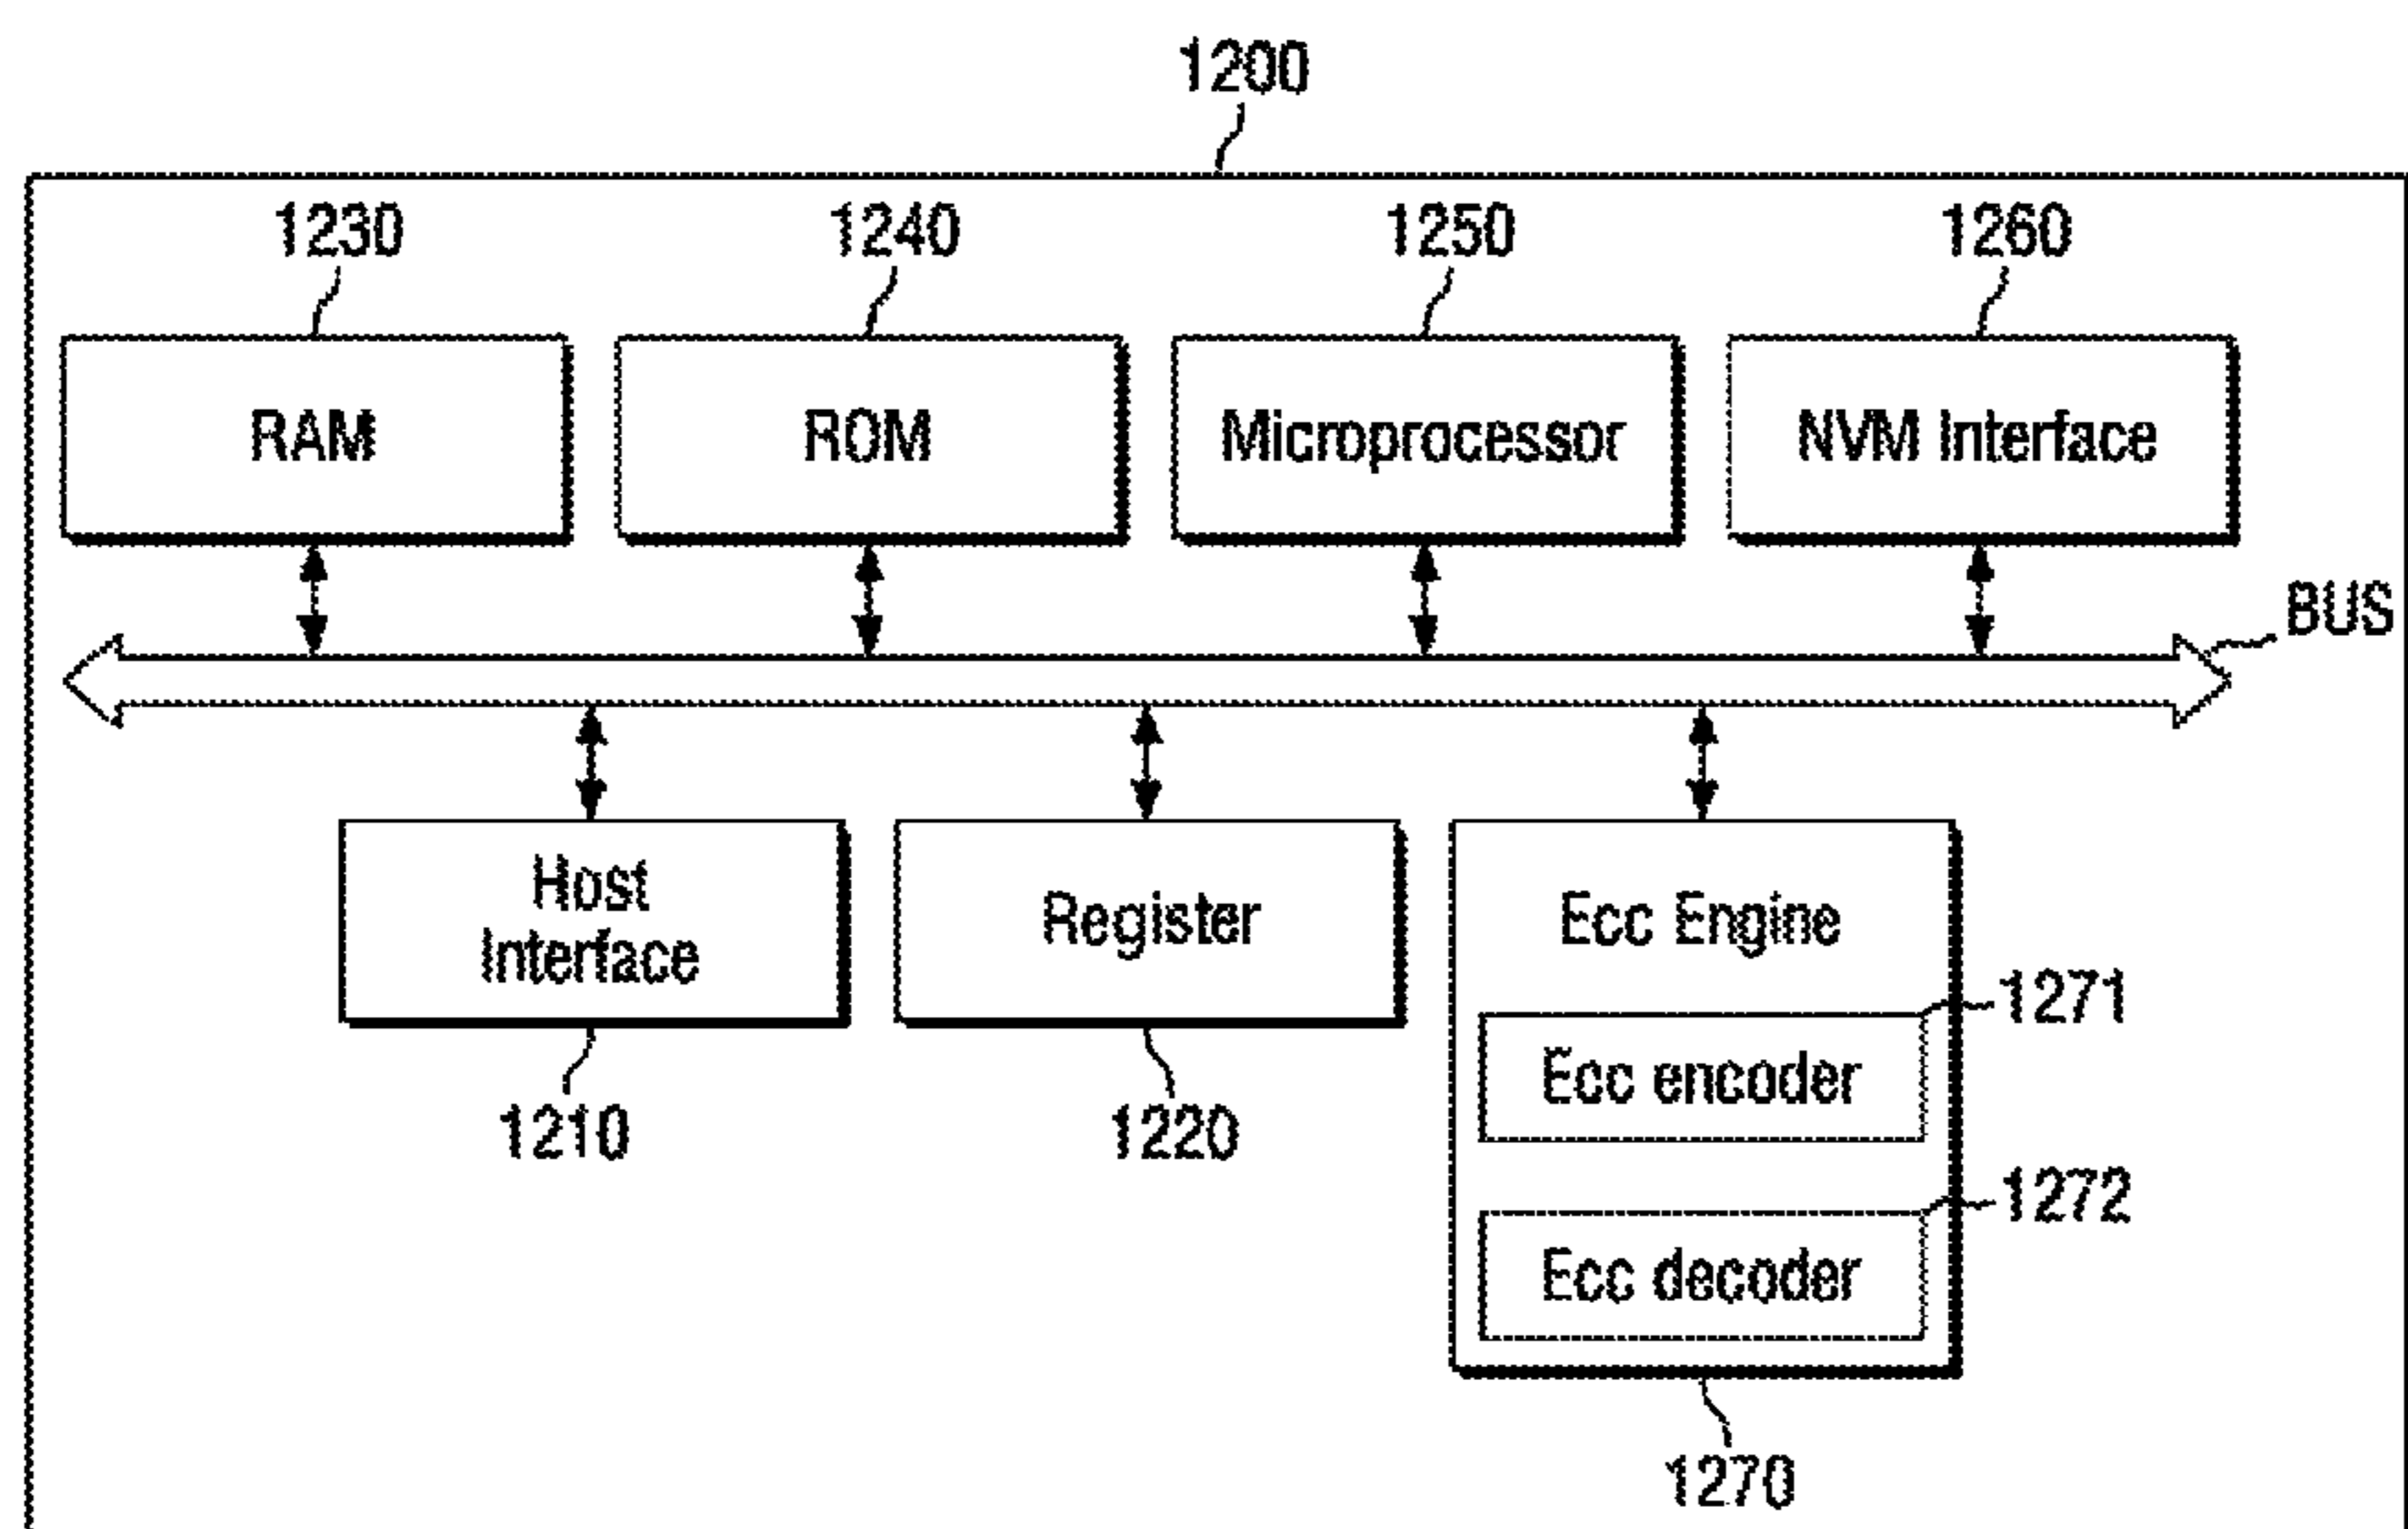 1200
1230
1240
1250
1260
RAM
ROM
Microprocessor
NVM Interface
BUS
Host
Interface
Register
Ecc Engine
1271
Ecc encoder
1210
1220
1272
Ecc decoder
1270